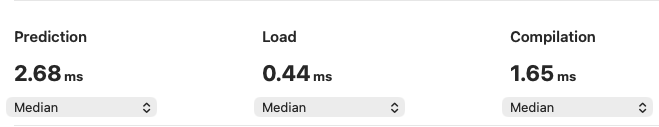 Prediction Load Compilation
2.68 ms 0.44 ms 1.65 ms
Median Median Median